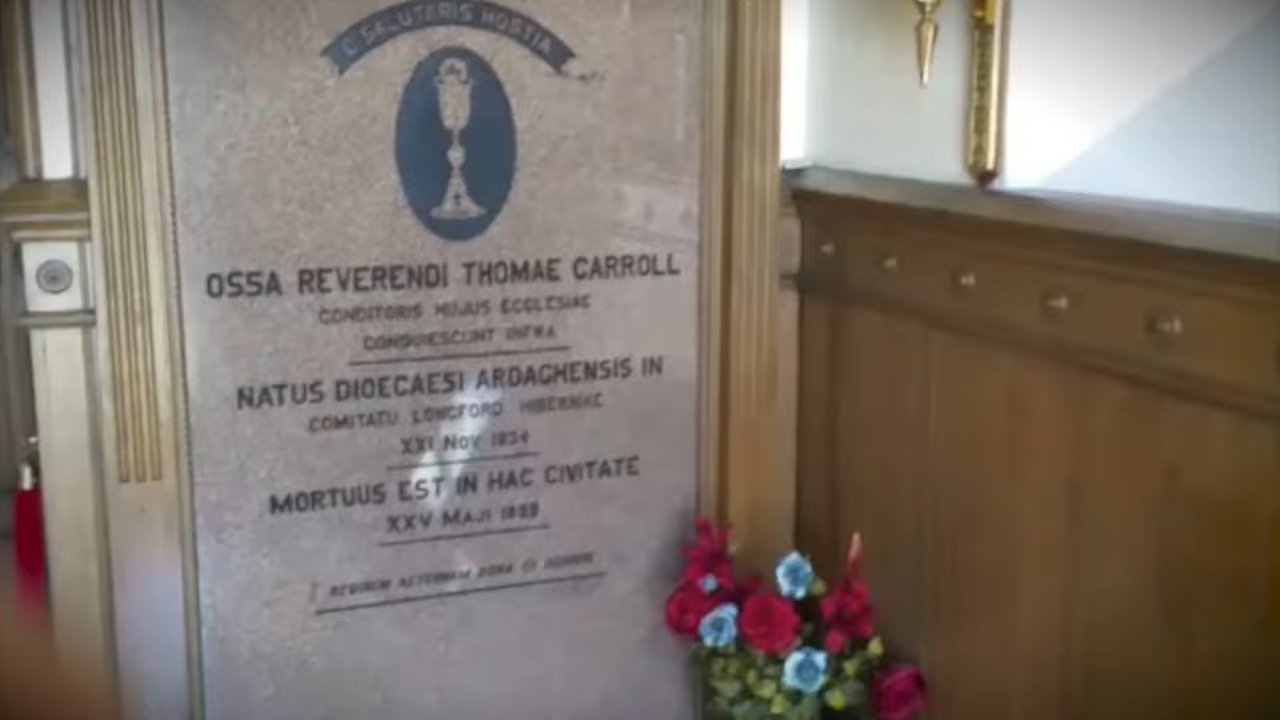 O SALUTARIS HOSTIA
OSSA REVERENDI THOMAE CARROLL
CONDITORIS HUJUS ECCLESIAE
CONQUIESCUNT INFRA
NATUS DIOECAESI ARDAGHENSIS IN
COMITATU LONGFORD HIBERNIAE
XXI NOV 1834
MORTUUS EST IN HAC CIVITATE
XXV MAJI
REQUIEM AETERNAM DONA EI DOMINE